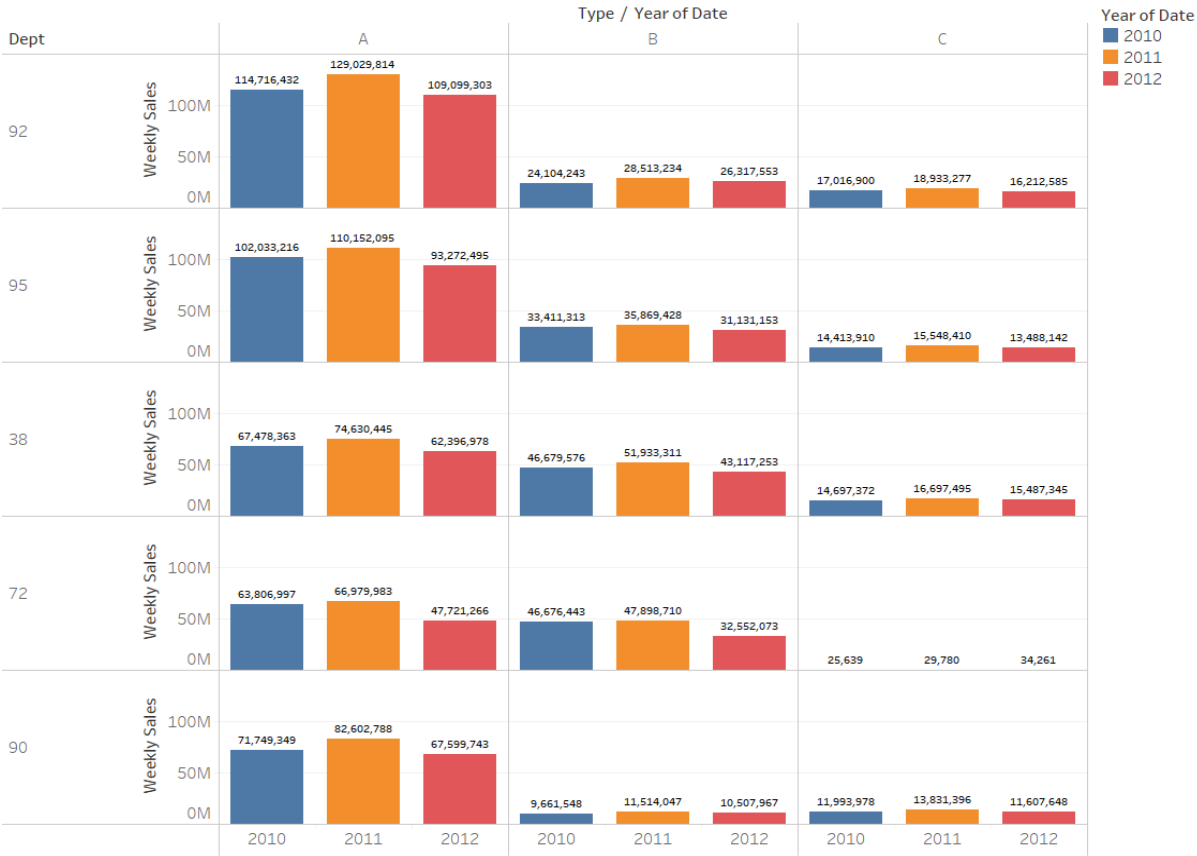 Type / Year of Date
Year of Date
2010
2011
2012
Dept
A
B
C
92
Weekly Sales
100M
50M
0M
114,716,432
129,029,814
109,099,303
24,104,243
28,513,234
26,317,553
17,016,900
18,933,277
16,212,585
95
Weekly Sales
100M
50M
0M
102,033,216
110,152,095
93,272,495
33,411,313
35,869,428
31,131,153
14,413,910
15,548,410
13,488,142
38
Weekly Sales
100M
50M
0M
67,478,363
74,630,445
62,396,978
46,679,576
51,933,311
43,117,253
14,697,372
16,697,495
15,487,345
72
Weekly Sales
100M
50M
0M
63,806,997
66,979,983
47,721,266
46,676,443
47,898,710
32,552,073
25,639
29,780
34,261
90
Weekly Sales
100M
50M
0M
71,749,349
82,602,788
67,599,743
9,661,548
11,514,047
10,507,967
11,993,978
13,831,396
11,607,648
2010
2011
2012
2010
2011
2012
2010
2011
2012